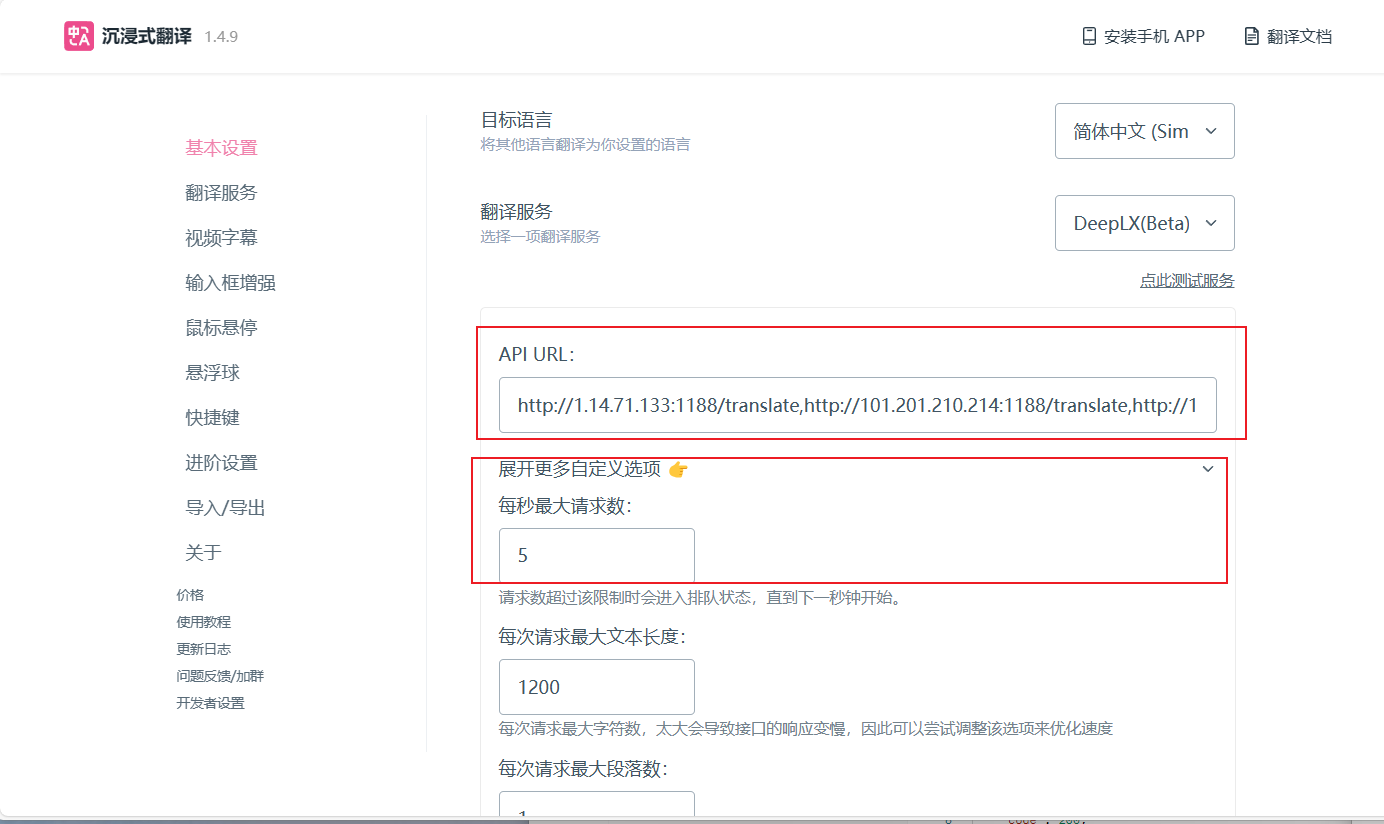 沉浸式翻译 1.4.9
安装手机 APP
翻译文档
基本设置
翻译服务
视频字幕
输入框增强
鼠标悬停
悬浮球
快捷键
进阶设置
导入/导出
关于
价格
使用教程
更新日志
问题反馈/加群
开发者设置
目标语言
将其他语言翻译为你设置的语言
简体中文 (Sim
翻译服务
选择一项翻译服务
DeepLX(Beta)
点此测试服务
API URL:
http://1.14.71.133:1188/translate,http://101.201.210.214:1188/translate,http://1
展开更多自定义选项 👉
每秒最大请求数:
5
请求数超过该限制时会进入排队状态，直到下一秒钟开始。
每次请求最大文本长度:
1200
每次请求最大字符数，太大会导致接口的响应变慢，因此可以尝试调整该选项来优化速度
每次请求最大段落数: